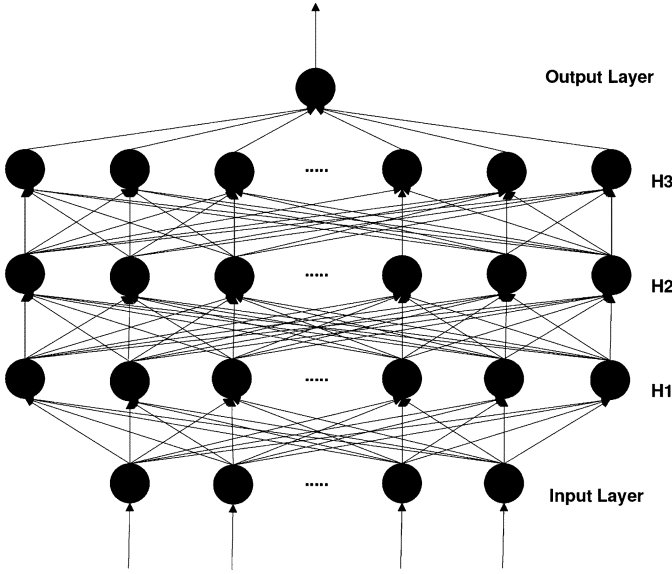 Output Layer
.....
H3
.....
H2
.....
H1
.....
Input Layer